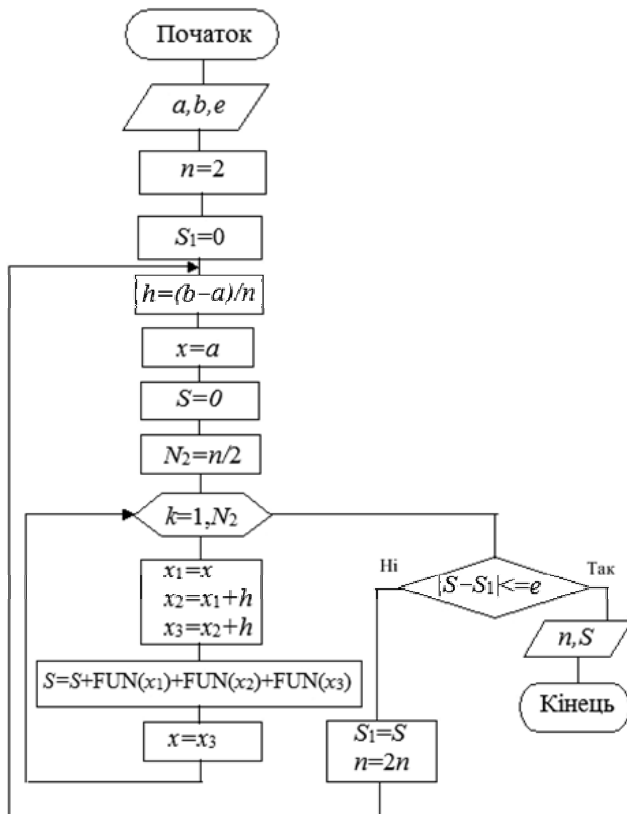 Початок
a,b,e
n=2
S₁=0
h=(b−a)/n
x=a
S=0
N₂=n/2
k=1,N₂
x₁=x
x₂=x₁+h
x₃=x₂+h
S=S+FUN(x₁)+FUN(x₂)+FUN(x₃)
x=x₃
Ні
|S−S₁|<=e
Так
n,S
Кінець
S₁=S
n=2n